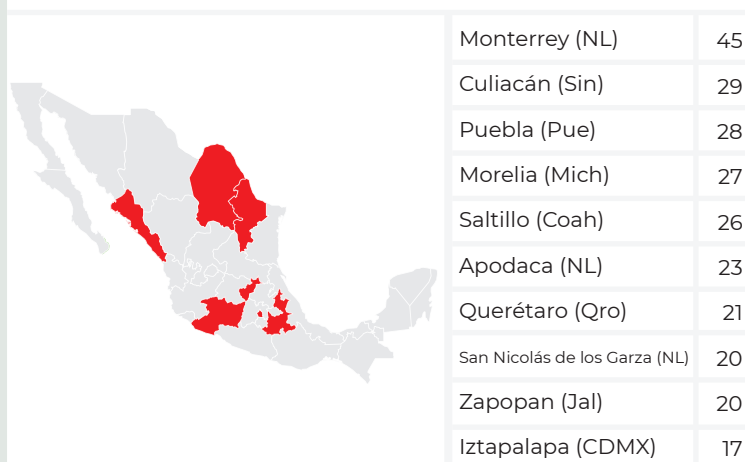 Monterrey (NL) 45
Culiacán (Sin) 29
Puebla (Pue) 28
Morelia (Mich) 27
Saltillo (Coah) 26
Apodaca (NL) 23
Querétaro (Qro) 21
San Nicolás de los Garza (NL) 20
Zapopan (Jal) 20
Iztapalapa (CDMX) 17